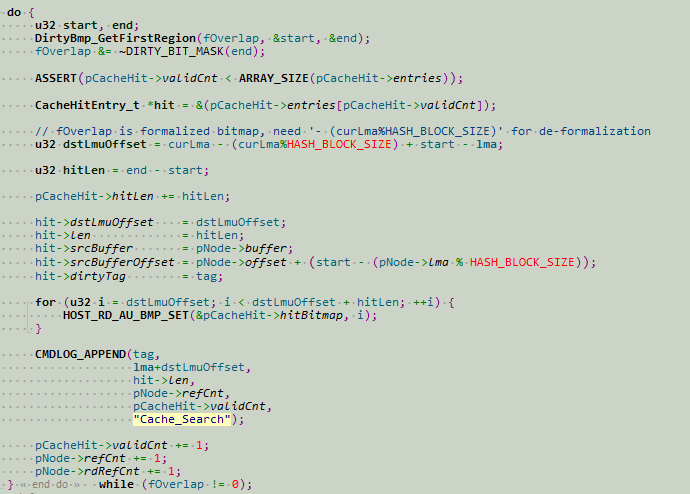 do {
u32 start, end;
DirtyBmp_GetFirstRegion(fOverlap, &start, &end);
fOverlap &= ~DIRTY_BIT_MASK(end);
ASSERT(pCacheHit->validCnt < ARRAY_SIZE(pCacheHit->entries));
CacheHitEntry_t *hit = &(pCacheHit->entries[pCacheHit->validCnt]);
// fOverlap is formalized bitmap, need '- (curLma%HASH_BLOCK_SIZE)' for de-formalization
u32 dstLmuOffset = curLma - (curLma%HASH_BLOCK_SIZE) + start - lma;
u32 hitLen = end - start;
pCacheHit->hitLen += hitLen;
hit->dstLmuOffset = dstLmuOffset;
hit->len = hitLen;
hit->srcBuffer = pNode->buffer;
hit->srcBufferOffset = pNode->offset + (start - (pNode->lma % HASH_BLOCK_SIZE));
hit->dirtyTag = tag;
for (u32 i = dstLmuOffset; i < dstLmuOffset + hitLen; ++i) {
HOST_RD_AU_BMP_SET(&pCacheHit->hitBitmap, i);
}
CMDLOG_APPEND(tag,
lma+dstLmuOffset,
hit->len,
pNode->refCnt,
pCacheHit->validCnt,
"Cache_Search");
pCacheHit->validCnt += 1;
pNode->refCnt += 1;
pNode->rdRefCnt += 1;
} « end do » while (fOverlap != 0);